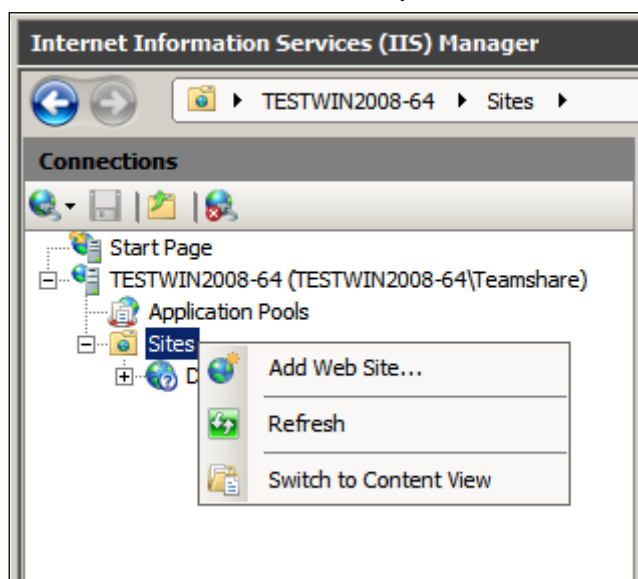 Internet Information Services (IIS) Manager
TESTWIN2008-64 Sites
Connections
Start Page
TESTWIN2008-64 (TESTWIN2008-64\Teamshare)
Application Pools
Sites
Add Web Site...
D
Refresh
Switch to Content View